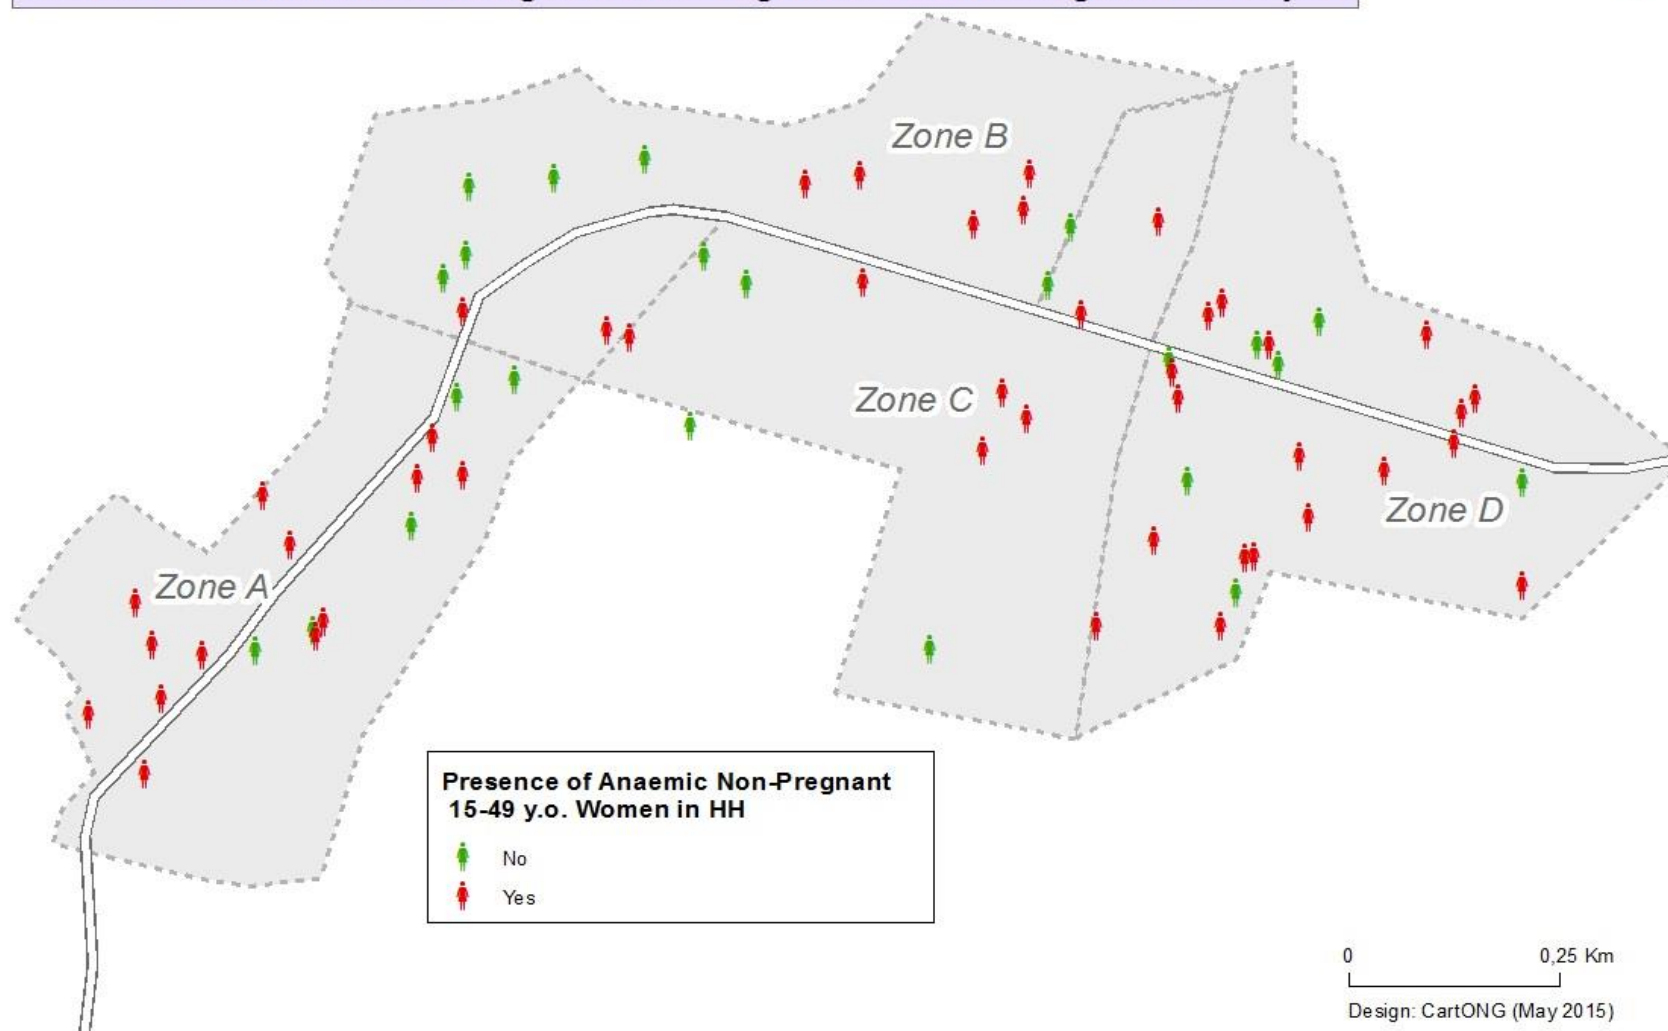 Zone B
Zone C
Zone D
Zone A
Presence of Anaemic Non-Pregnant
15-49 y.o. Women in HH
No
Yes
0 0,25 Km
Design: CartONG (May 2015)